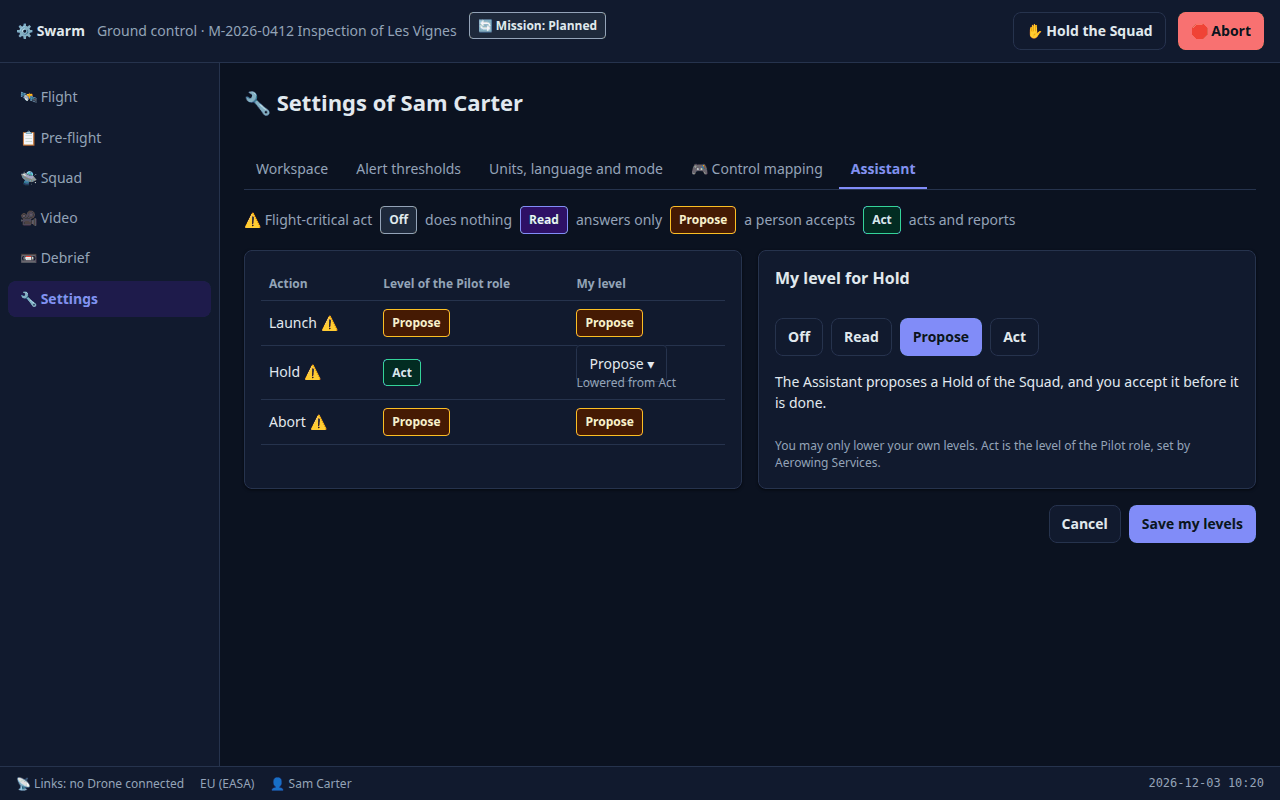 ⚙️ Swarm Ground control · M-2026-0412 Inspection of Les Vignes 🔄 Mission: Planned ✋ Hold the Squad 🛑 Abort
🛰️ Flight
📋 Pre-flight
🛸 Squad
🎥 Video
📼 Debrief
🔧 Settings
🔧 Settings of Sam Carter
Workspace Alert thresholds Units, language and mode 🎮 Control mapping Assistant
⚠️ Flight-critical act Off does nothing Read answers only Propose a person accepts Act acts and reports
Action Level of the Pilot role My level
Launch ⚠️ Propose Propose
Hold ⚠️ Act Propose ▾
Lowered from Act
Abort ⚠️ Propose Propose
My level for Hold
Off Read Propose Act
The Assistant proposes a Hold of the Squad, and you accept it before it
is done.
You may only lower your own levels. Act is the level of the Pilot role, set by
Aerowing Services.
Cancel Save my levels
📡 Links: no Drone connected EU (EASA) 👤 Sam Carter 2026-12-03 10:20